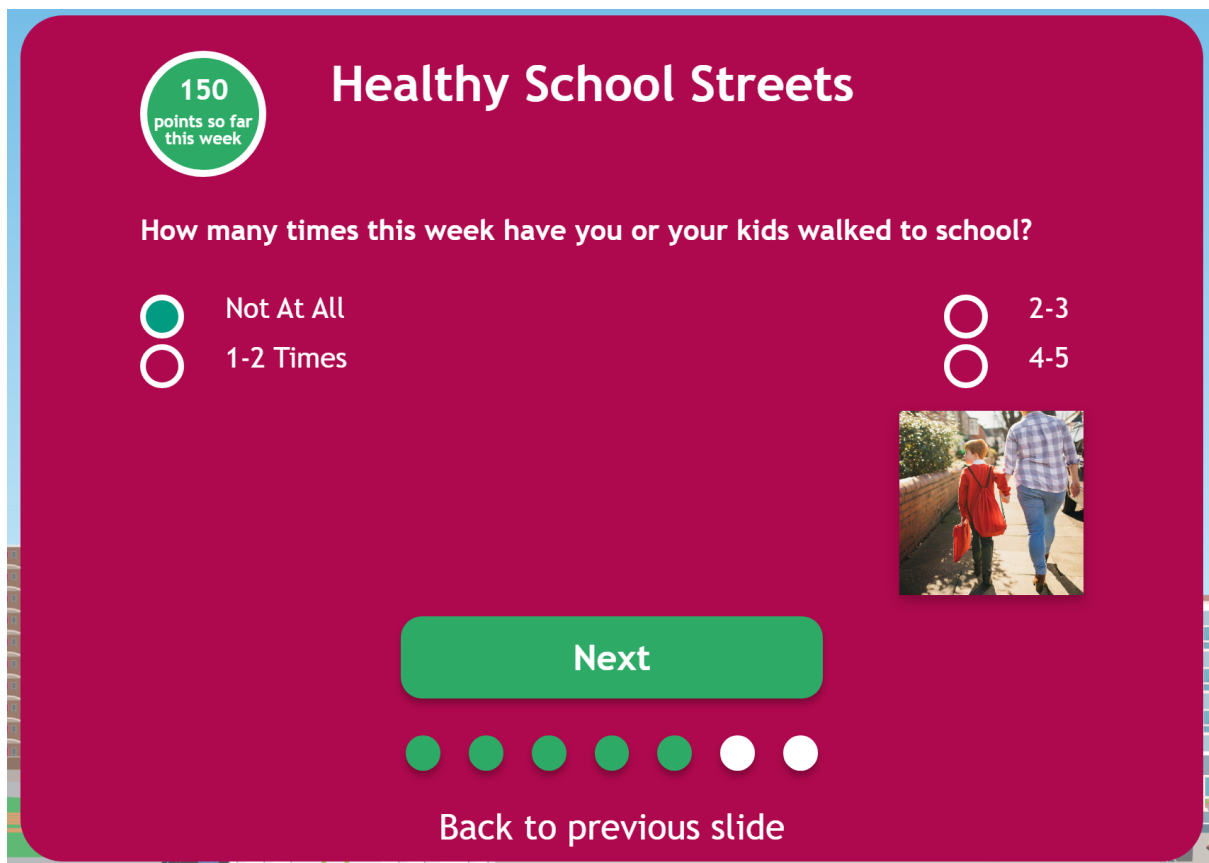 150
points so far
this week
Healthy School Streets
How many times this week have you or your kids walked to school?
Not At All
2-3
1-2 Times
4-5
Next
Back to previous slide